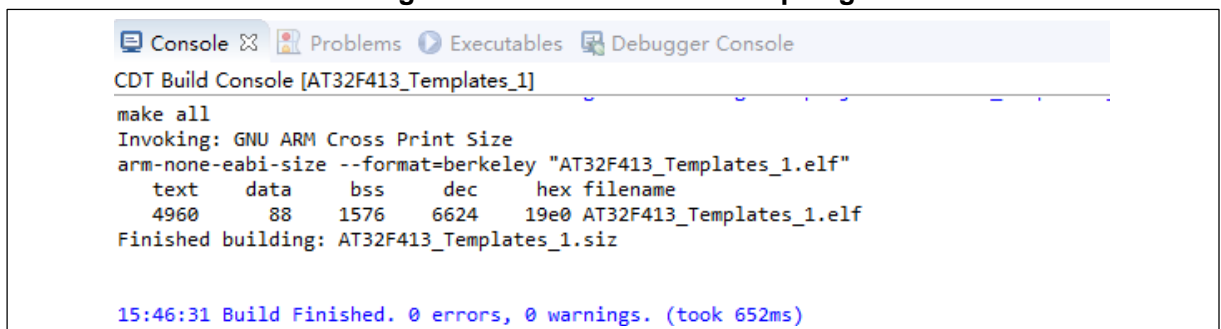 Console Problems Executables Debugger Console
CDT Build Console [AT32F413_Templates_1]
make all
Invoking: GNU ARM Cross Print Size
arm-none-eabi-size --format=berkeley "AT32F413_Templates_1.elf"
text data bss dec hex filename
4960 88 1576 6624 19e0 AT32F413_Templates_1.elf
Finished building: AT32F413_Templates_1.siz
15:46:31 Build Finished. 0 errors, 0 warnings. (took 652ms)